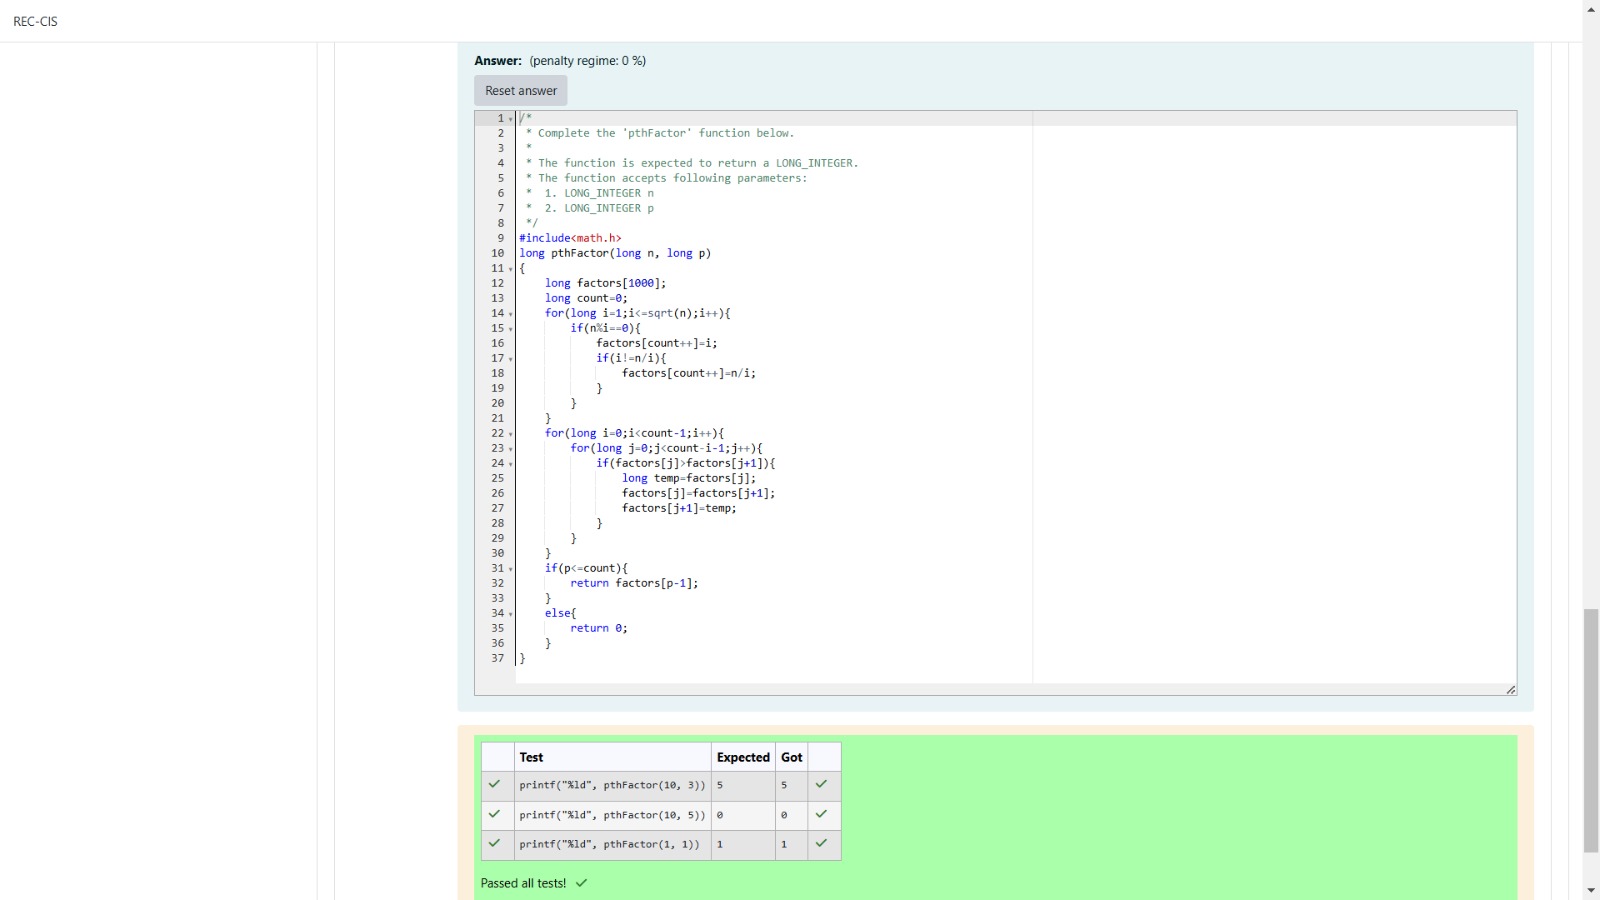 REC-CIS
Answer: (penalty regime: 0 %)
Reset answer
1 /*
2  * Complete the 'pthFactor' function below.
3  *
4  * The function is expected to return a LONG_INTEGER.
5  * The function accepts following parameters:
6  *  1. LONG_INTEGER n
7  *  2. LONG_INTEGER p
8  */
9 #include<math.h>
10 long pthFactor(long n, long p)
11 {
12     long factors[1000];
13     long count=0;
14     for(long i=1;i<=sqrt(n);i++){
15         if(n%i==0){
16             factors[count++]=i;
17             if(i!=n/i){
18                 factors[count++]=n/i;
19             }
20         }
21     }
22     for(long i=0;i<count-1;i++){
23         for(long j=0;j<count-i-1;j++){
24             if(factors[j]>factors[j+1]){
25                 long temp=factors[j];
26                 factors[j]=factors[j+1];
27                 factors[j+1]=temp;
28             }
29         }
30     }
31     if(p<=count){
32         return factors[p-1];
33     }
34     else{
35         return 0;
36     }
37 }
Test Expected Got
printf("%ld", pthFactor(10, 3)) 5 5
printf("%ld", pthFactor(10, 5)) 0 0
printf("%ld", pthFactor(1, 1)) 1 1
Passed all tests!